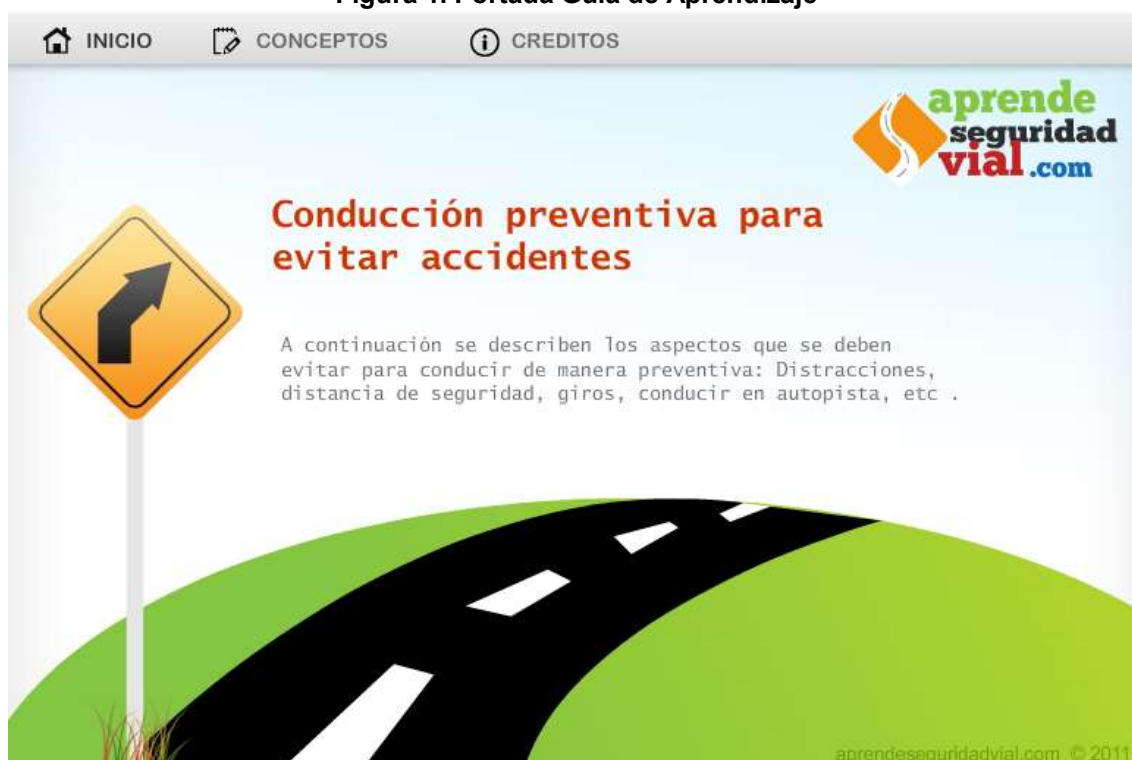 Figura 1. Portada Guía de Aprendizaje
INICIO CONCEPTOS CREDITOS
aprende
seguridad
vial.com
Conducción preventiva para
evitar accidentes
A continuación se describen los aspectos que se deben
evitar para conducir de manera preventiva: Distracciones,
distancia de seguridad, giros, conducir en autopista, etc .
aprendeseguridadvial.com © 2011